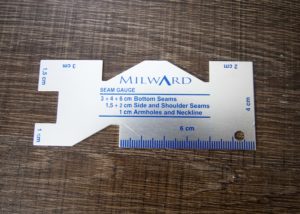 3 cm
1,5 cm
1 cm
2 cm
4 cm
MILWARD
SEAM GAUGE
3 + 4 + 6 cm Bottom Seams
1,5 + 2 cm Side and Shoulder Seams
1 cm Armholes and Neckline
6 cm